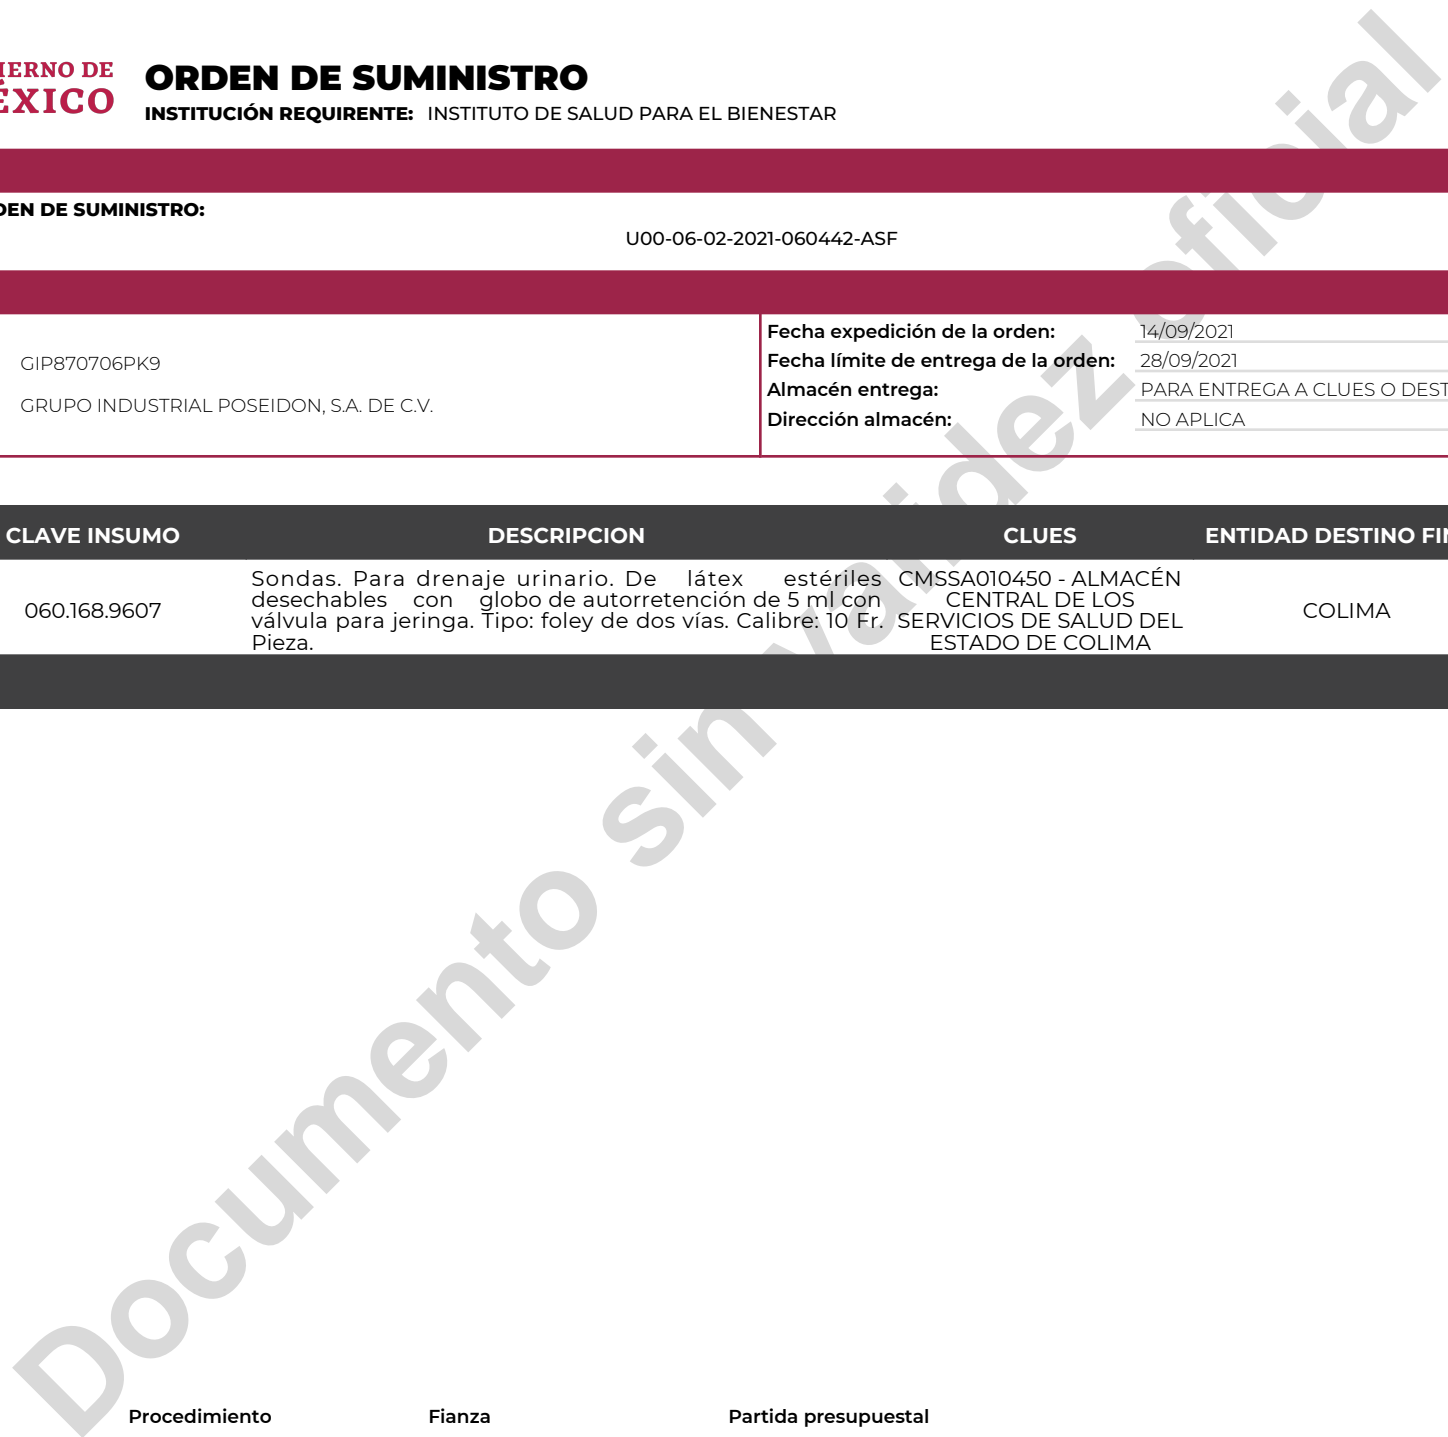 IERNO DE
ÉXICO
ORDEN DE SUMINISTRO
INSTITUCIÓN REQUIRENTE: INSTITUTO DE SALUD PARA EL BIENESTAR
DEN DE SUMINISTRO:
U00-06-02-2021-060442-ASF
GIP870706PK9
GRUPO INDUSTRIAL POSEIDON, S.A. DE C.V.
Fecha expedición de la orden: 14/09/2021
Fecha límite de entrega de la orden: 28/09/2021
Almacén entrega: PARA ENTREGA A CLUES O DEST
Dirección almacén: NO APLICA
CLAVE INSUMO DESCRIPCION CLUES ENTIDAD DESTINO FIN
060.168.9607
Sondas. Para drenaje urinario. De látex estériles
desechables con globo de autorretención de 5 ml con
válvula para jeringa. Tipo: foley de dos vías. Calibre: 10 Fr.
Pieza.
CMSSA010450 - ALMACÉN
CENTRAL DE LOS
SERVICIOS DE SALUD DEL
ESTADO DE COLIMA
COLIMA
Documento sin validez oficial
Procedimiento Fianza Partida presupuestal